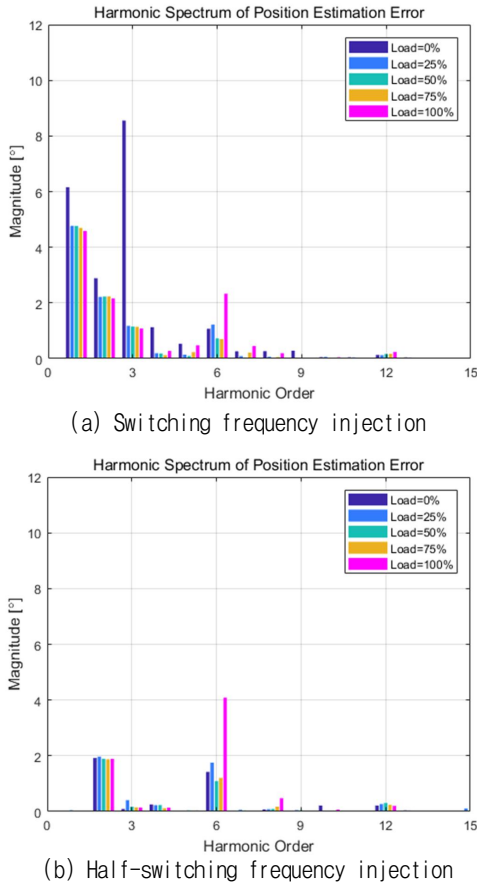 Harmonic Spectrum of Position Estimation Error
12
Load=0%
Load=25%
10
Load=50%
Load=75%
Load=100%
8
Magnitude [°]
6
4
2
0
0 3 6 9 12 15
Harmonic Order
(a) Switching frequency injection
Harmonic Spectrum of Position Estimation Error
12
Load=0%
Load=25%
10
Load=50%
Load=75%
Load=100%
8
Magnitude [°]
6
4
2
0
0 3 6 9 12 15
Harmonic Order
(b) Half-switching frequency injection